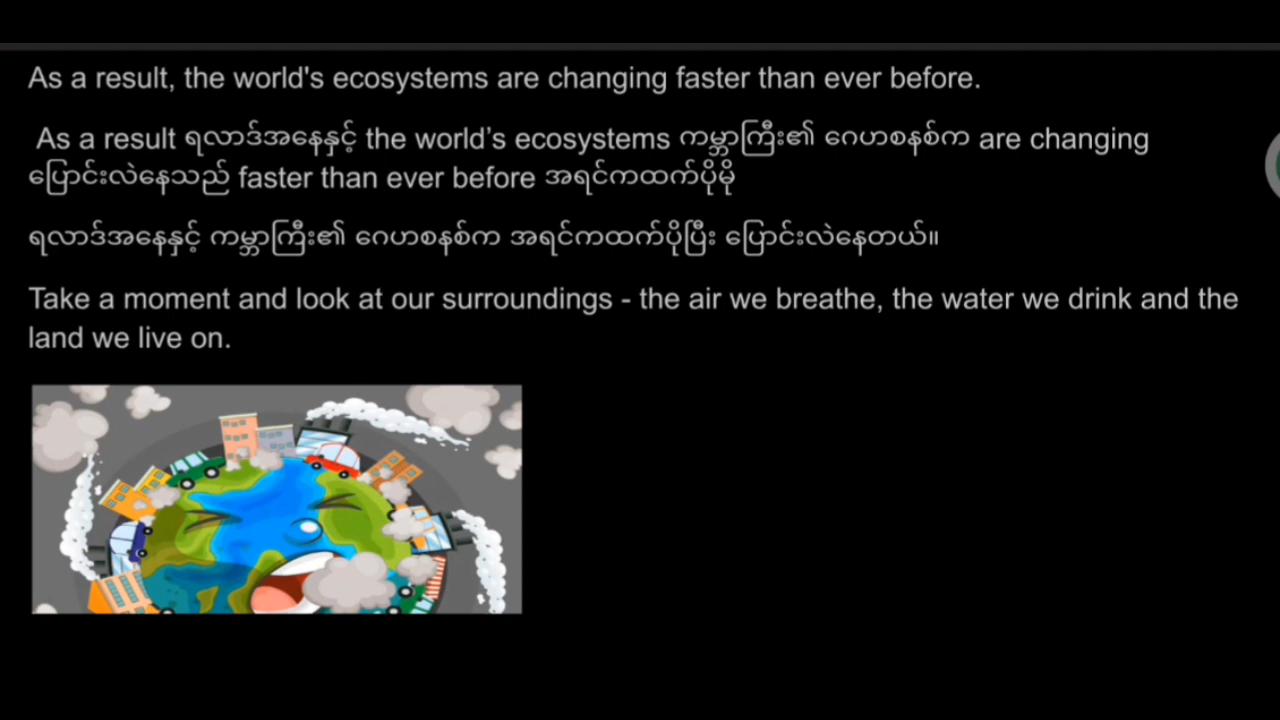 As a result, the world's ecosystems are changing faster than ever before.
As a result ရလာဒ်အနေနှင့် the world’s ecosystems ကမ္ဘာကြီး၏ ဂေဟစနစ်က are changing
ပြောင်းလဲနေသည် faster than ever before အရင်ကထက်ပိုမို
ရလာဒ်အနေနှင့် ကမ္ဘာကြီး၏ ဂေဟစနစ်က အရင်ကထက်ပိုပြီး ပြောင်းလဲနေတယ်။
Take a moment and look at our surroundings - the air we breathe, the water we drink and the
land we live on.